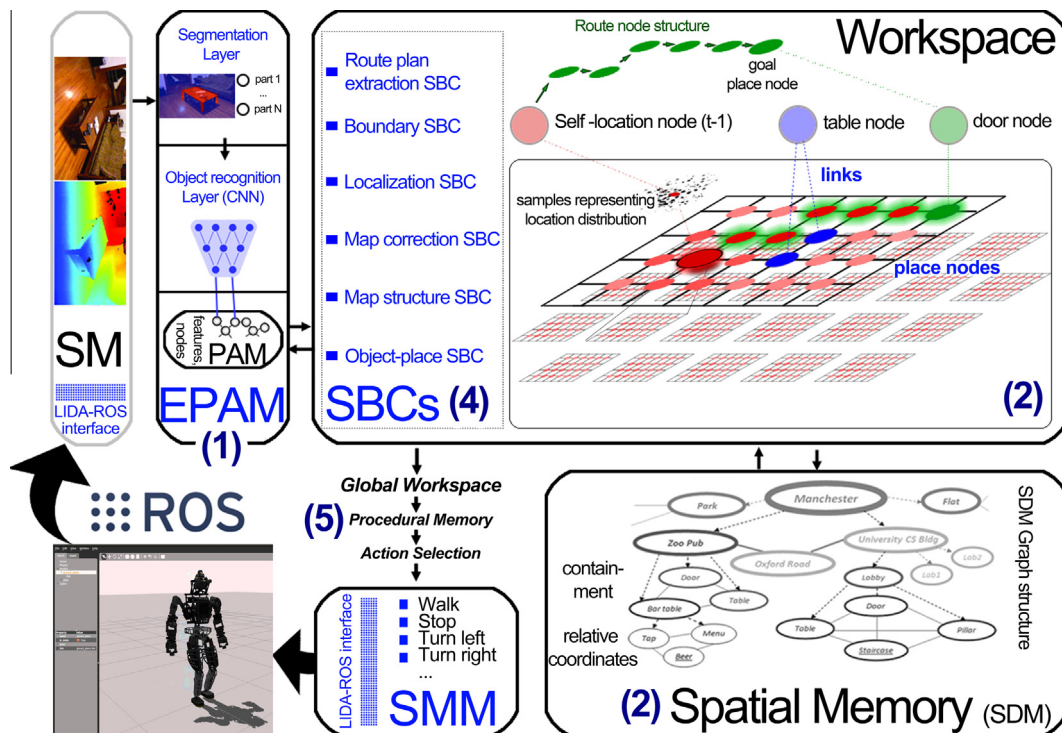 Segmentation
Layer
part 1
...
part N
Object recognition
Layer (CNN)
features,
nodes
PAM
EPAM
(1)
SM
LIDA-ROS
interface
Route plan
extraction SBC
Boundary SBC
Localization SBC
Map correction SBC
Map structure SBC
Object-place SBC
SBCs (4)
Workspace
Route node structure
goal
place node
Self -location node (t-1)
table node
door node
links
samples representing
location distribution
place nodes
(2)
ROS
Global Workspace
(5)
Procedural Memory
Action Selection
LIDA-ROS interface
Walk
Stop
Turn left
Turn right
...
SMM
Manchester
Park
Flat
Zoo Pub
University CS Bldg
Oxford Road
Lab2
Lab1
Door
Lobby
Bar table
Table
Door
Tap
Menu
Table
Pillar
Beer
Staircase
contain-
ment
relative
coordinates
SDM Graph structure
(2) Spatial Memory (SDM)